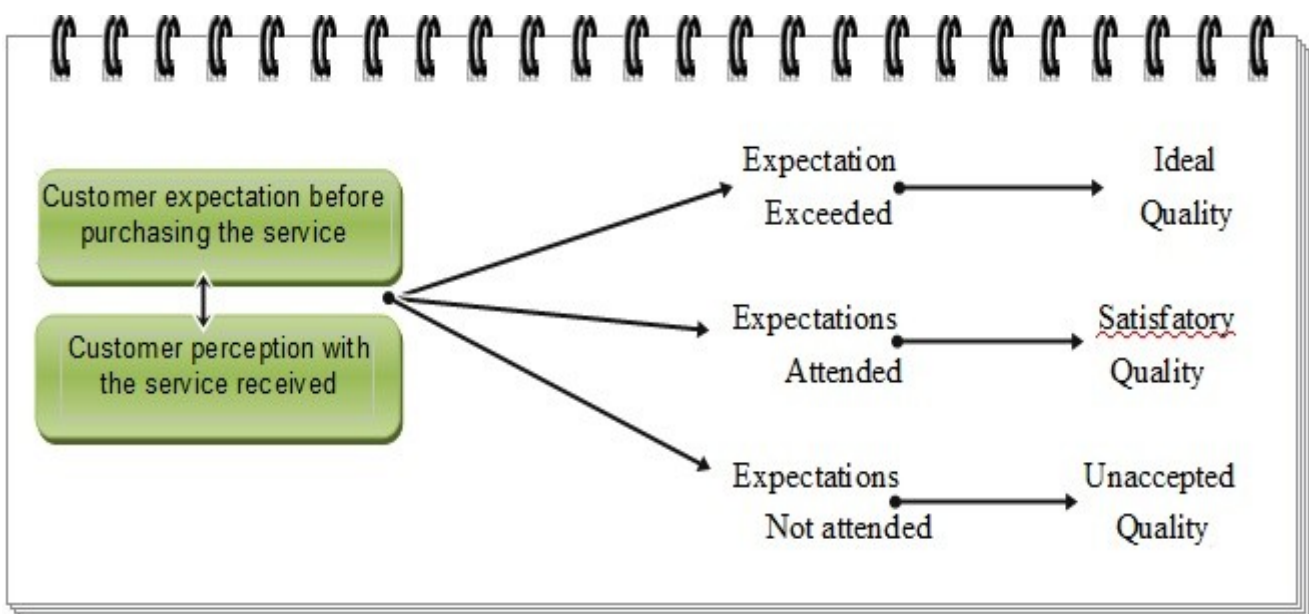 Customer expectation before
purchasing the service
Customer perception with
the service received
Expectation
Exceeded
Ideal
Quality
Expectations
Attended
Satisfatory
Quality
Expectations
Not attended
Unaccepted
Quality